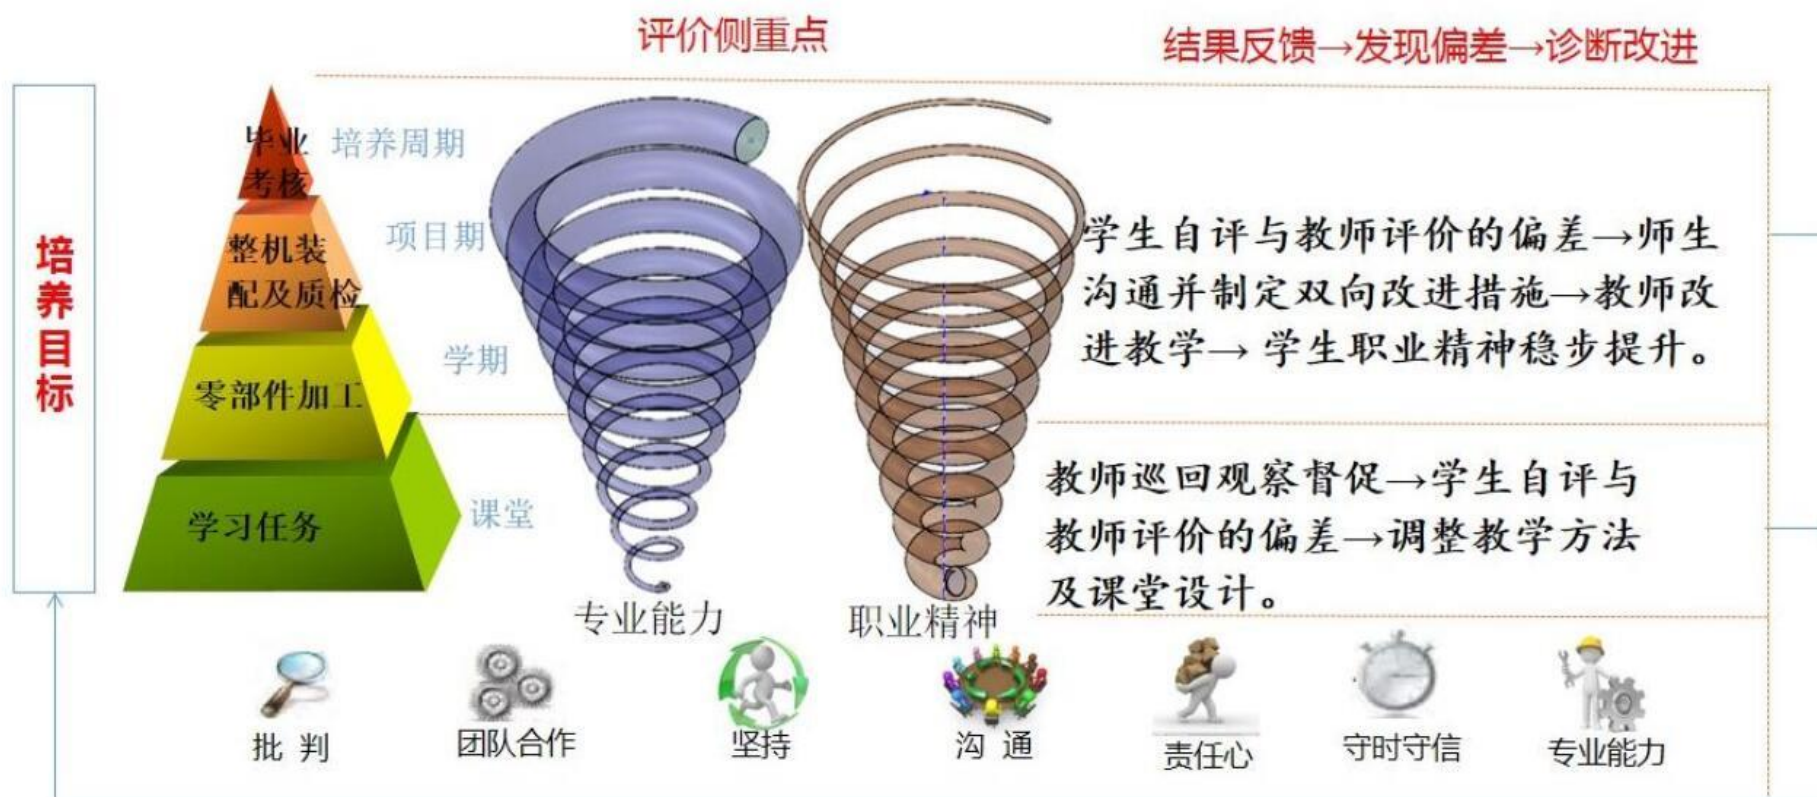 评价侧重点
结果反馈→发现偏差→诊断改进
培养目标
毕业
考核
培养周期
整机装
配及质检
项目期
零部件加工
学期
学习任务
课堂
学生自评与教师评价的偏差→师生
沟通并制定双向改进措施→教师改
进教学→ 学生职业精神稳步提升。
教师巡回观察督促→学生自评与
教师评价的偏差→调整教学方法
及课堂设计。
专业能力
职业精神
批 判
团队合作
坚持
沟 通
责任心
守时守信
专业能力